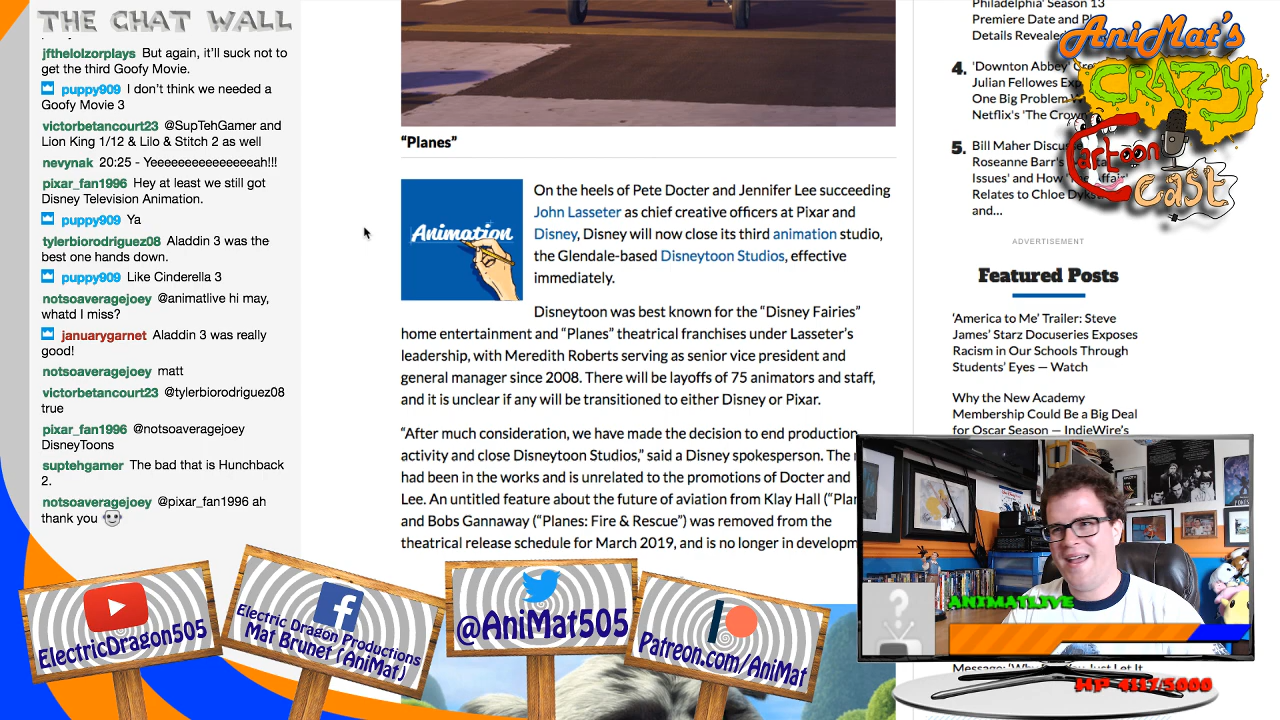 THE CHAT WALL
jfthelolzorplays But again, it'll suck not to
get the third Goofy Movie.
puppy909 I don't think we needed a
Goofy Movie 3
victorbetancourt23 @SupTehGamer and
Lion King 1/12 & Lilo & Stitch 2 as well
nevynak 20:25 - Yeeeeeeeeeeeeeeah!!!
pixar_fan1996 Hey at least we still got
Disney Television Animation.
puppy909 Ya
tylerbiorodriguez08 Aladdin 3 was the
best one hands down.
puppy909 Like Cinderella 3
notsoaveragejoey @animatlive hi may,
whatd I miss?
januarygarnet Aladdin 3 was really
good!
notsoaveragejoey matt
victorbetancourt23 @tylerbiorodriguez08
true
pixar_fan1996 @notsoaveragejoey
DisneyToons
suptehgamer The bad that is Hunchback
2.
notsoaveragejoey @pixar_fan1996 ah
thank you
"Planes"
Animation
On the heels of Pete Docter and Jennifer Lee succeeding
John Lasseter as chief creative officers at Pixar and
Disney, Disney will now close its third animation studio,
the Glendale-based Disneytoon Studios, effective
immediately.
Disneytoon was best known for the "Disney Fairies"
home entertainment and "Planes" theatrical franchises under Lasseter's
leadership, with Meredith Roberts serving as senior vice president and
general manager since 2008. There will be layoffs of 75 animators and staff,
and it is unclear if any will be transitioned to either Disney or Pixar.
"After much consideration, we have made the decision to end production
activity and close Disneytoon Studios," said a Disney spokesperson. The
had been in the works and is unrelated to the promotions of Docter and
Lee. An untitled feature about the future of aviation from Klay Hall ("Plan
and Bobs Gannaway ("Planes: Fire & Rescue") was removed from the
theatrical release schedule for March 2019, and is no longer in developm
Philadelphia' Season 13
Premiere Date and
Details Reveale
4. 'Downton Abbey'
Julian Fellowes
One Big Problem
Netflix's 'The Crown
5. Bill Maher
Roseanne Barr's
Issues' and How
Relates to Chloe
and...
AniMat's
CRAZY
Cartoon
Cast
ADVERTISEMENT
Featured Posts
'America to Me' Trailer: Steve
James' Starz Docuseries Exposes
Racism in Our Schools Through
Students' Eyes — Watch
Why the New Academy
Membership Could Be a Big Deal
for Oscar Season — IndieWire's
ANIMATLIVE
?
HP 4117/5000
ElectricDragon505
Electric Dragon Productions
Mat Brunet (AniMat)
@AniMat505
Patreon.com/AniMat